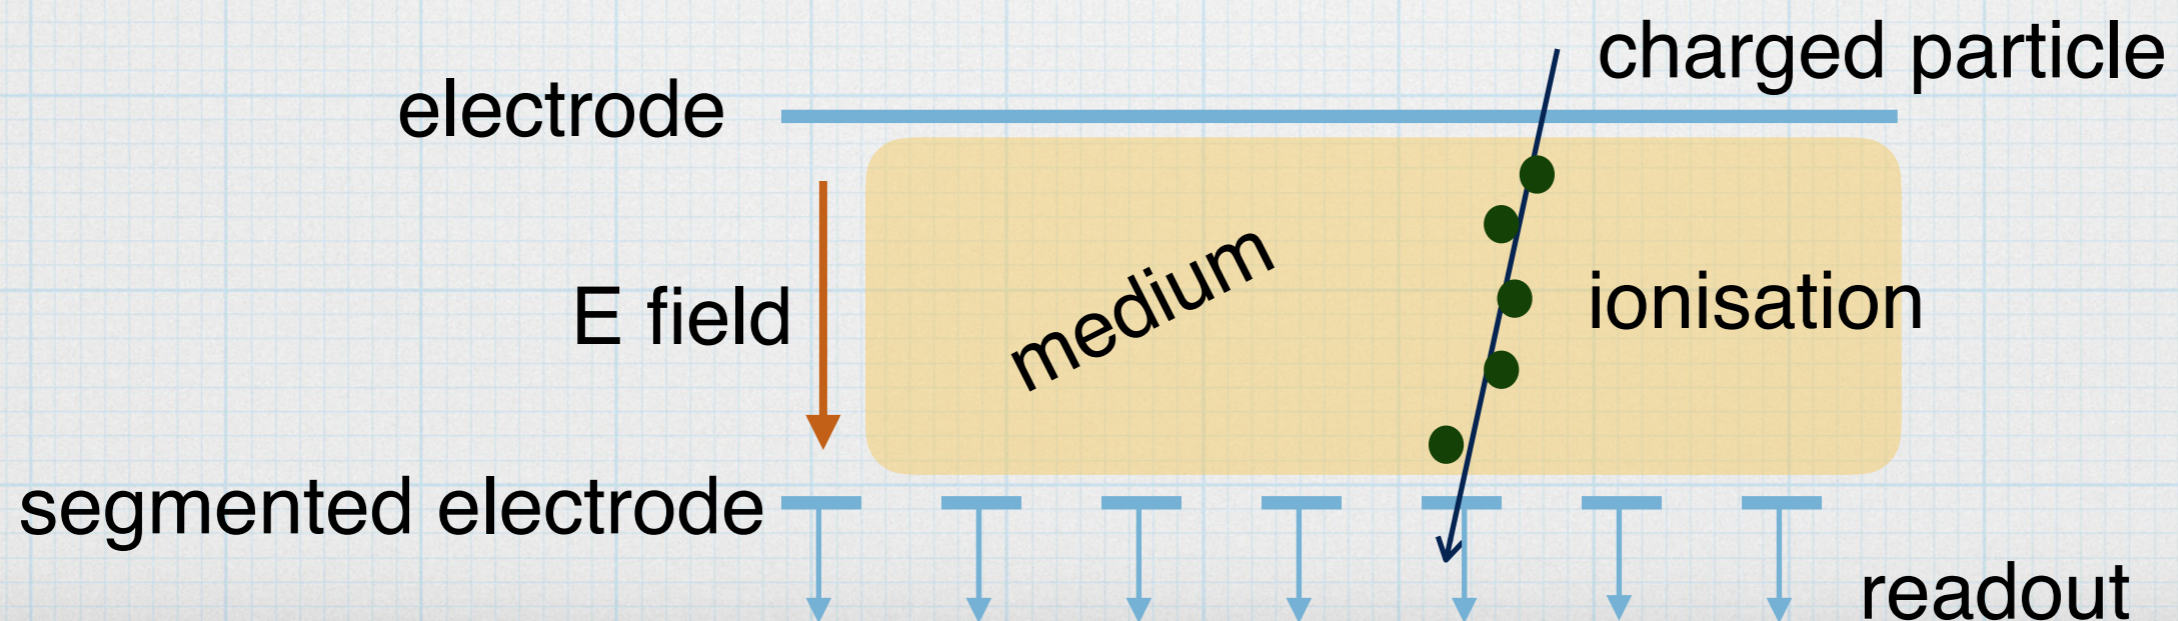 charged particle
electrode
medium
ionisation
E field
segmented electrode
readout